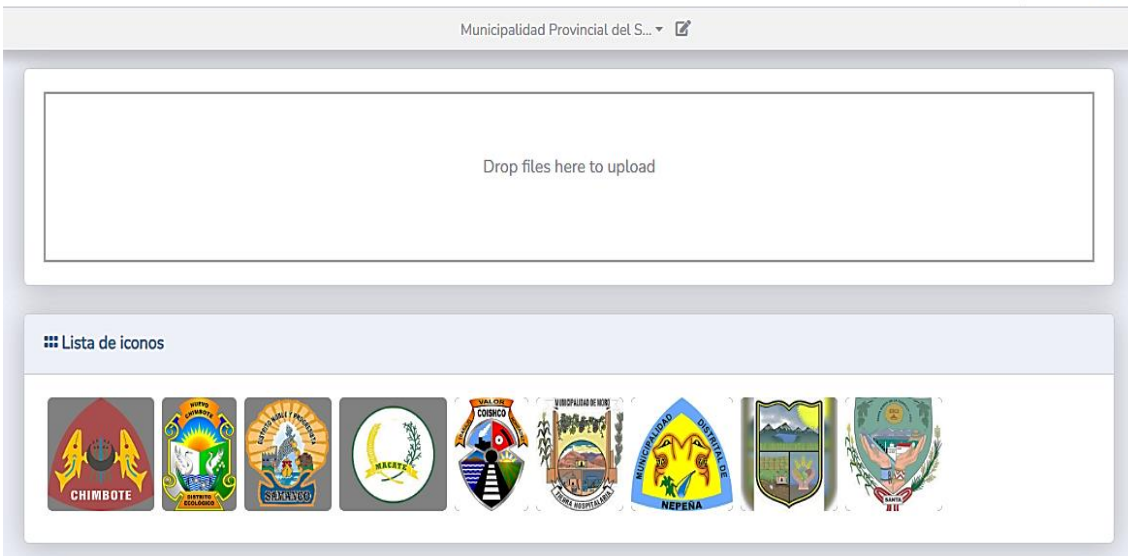 Municipalidad Provincial del S...
Drop files here to upload
Lista de iconos
CHIMBOTE
NUEVO
CHIMBOTE
DISTRITO
ECOLÓGICO
SAMANCO
MACATE
VALOR
COISHCO
MUNICIPALIDAD DE MORO
TIERRA HOSPITALARIA
MUNICIPALIDAD DISTRITAL DE
NEPEÑA
SANTA